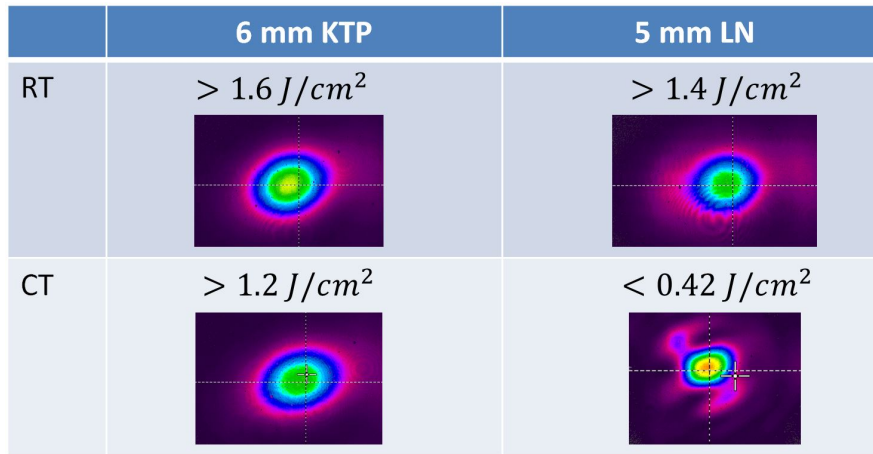 6 mm KTP 5 mm LN
RT > 1.6 J/cm² > 1.4 J/cm²
CT > 1.2 J/cm² < 0.42 J/cm²